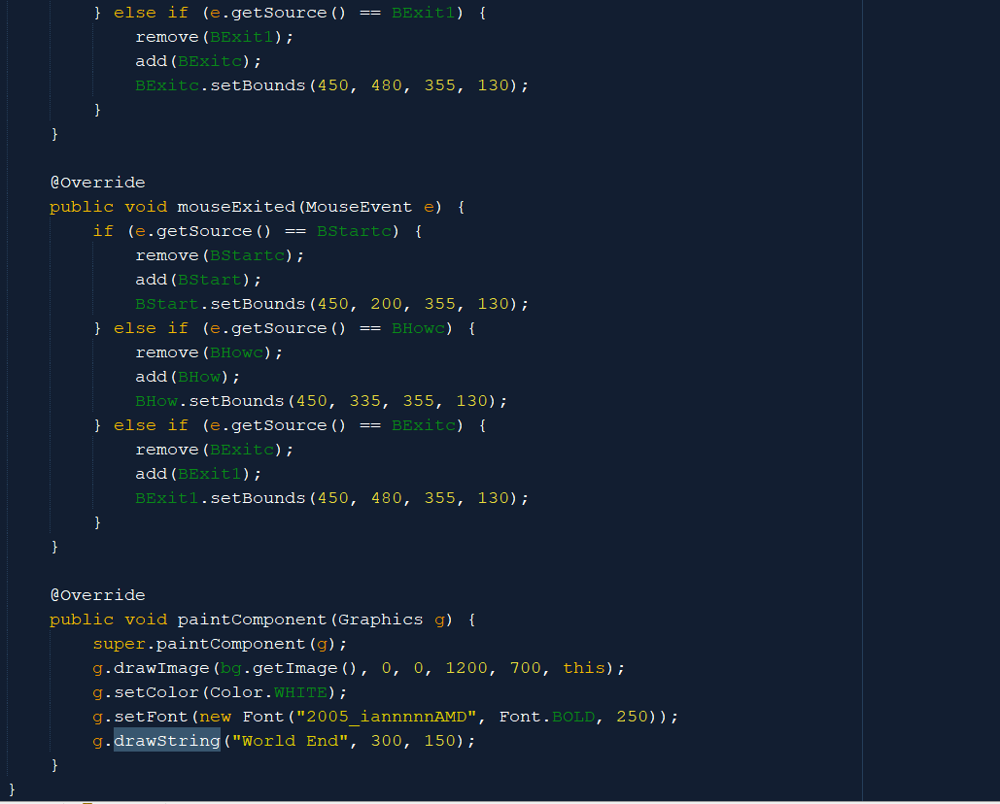 } else if (e.getSource() == BExit1) {
remove(BExit1);
add(BExitc);
BExitc.setBounds(450, 480, 355, 130);
}
}
@Override
public void mouseExited(MouseEvent e) {
if (e.getSource() == BStartc) {
remove(BStartc);
add(BStart);
BStart.setBounds(450, 200, 355, 130);
} else if (e.getSource() == BHowc) {
remove(BHowc);
add(BHow);
BHow.setBounds(450, 335, 355, 130);
} else if (e.getSource() == BExitc) {
remove(BExitc);
add(BExit1);
BExit1.setBounds(450, 480, 355, 130);
}
}
@Override
public void paintComponent(Graphics g) {
super.paintComponent(g);
g.drawImage(bg.getImage(), 0, 0, 1200, 700, this);
g.setColor(Color.WHITE);
g.setFont(new Font("2005_iannnnnAMD", Font.BOLD, 250));
g.drawString("World End", 300, 150);
}
}